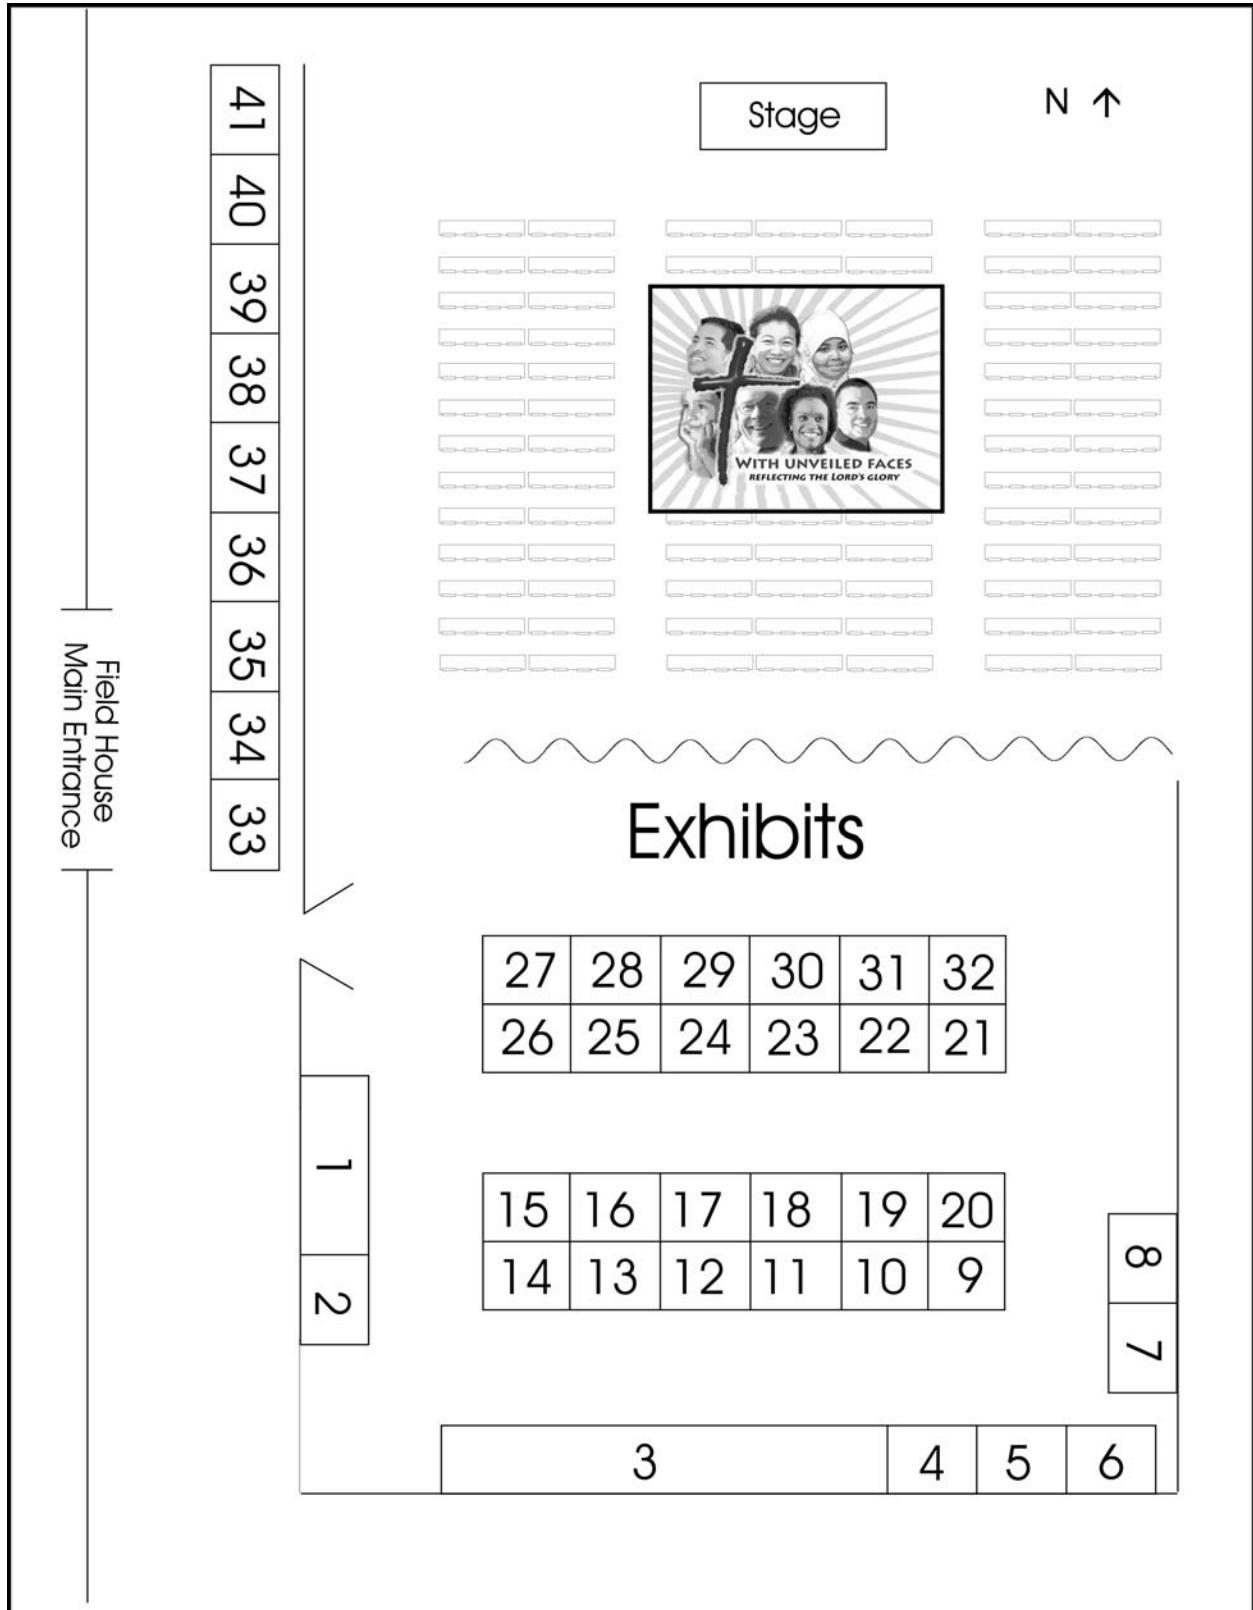 Stage
N ↑
41
40
39
38
37
36
35
34
33
Field House
Main Entrance
WITH UNVEILED FACES
REFLECTING THE LORD'S GLORY
Exhibits
27 28 29 30 31 32
26 25 24 23 22 21
1
2
15 16 17 18 19 20
14 13 12 11 10 9
8
7
3 4 5 6